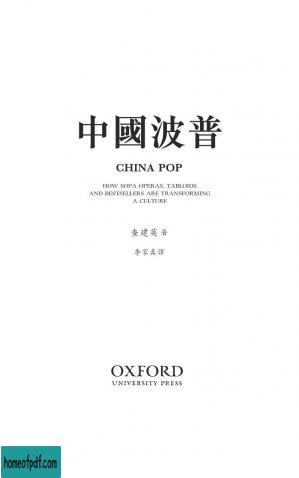 中國波普
CHINA POP
HOW SOPA OPERAS, TABLOIDS
AND BESTSELLERS ARE TRANSFORMING
A CULTURE
查建英 著
李家真譯
OXFORD
UNIVERSITY PRESS
homeofpdf.com